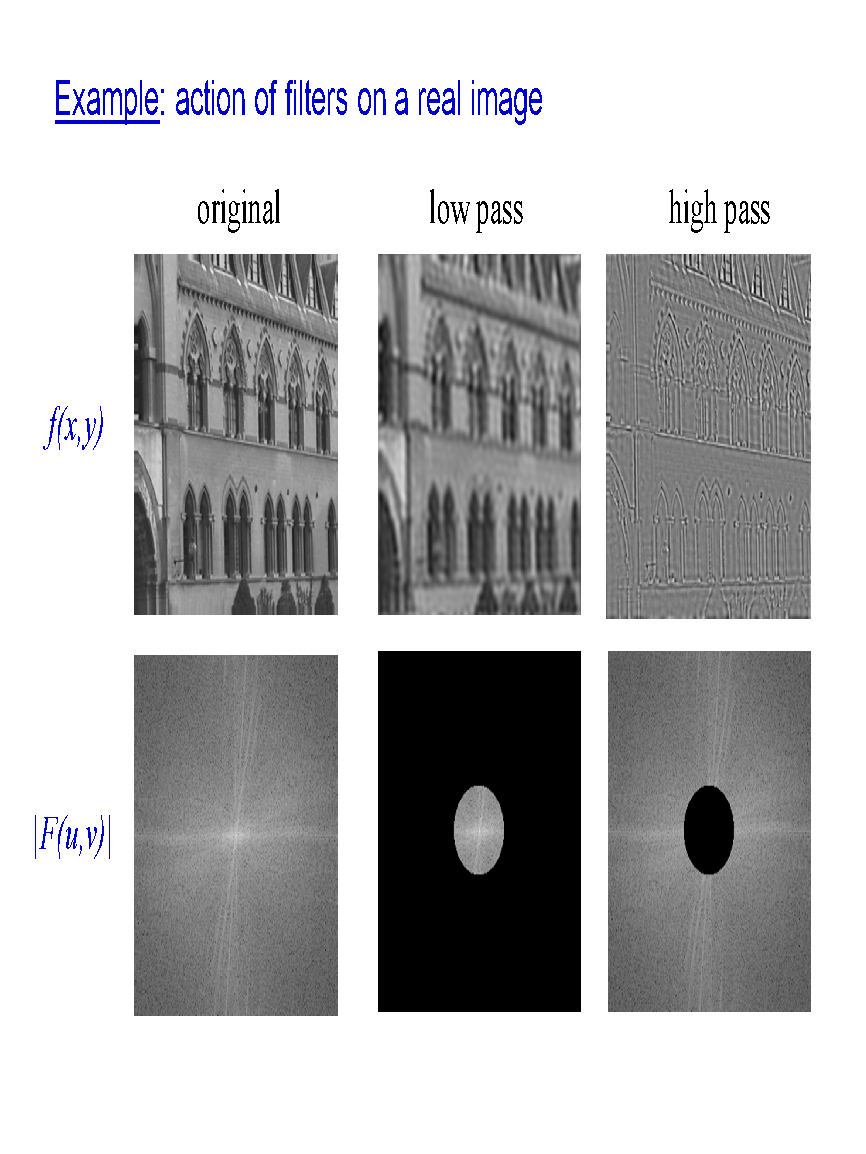 Example: action of filters on a real image
original low pass high pass
f(x,y)
|F(u,v)|